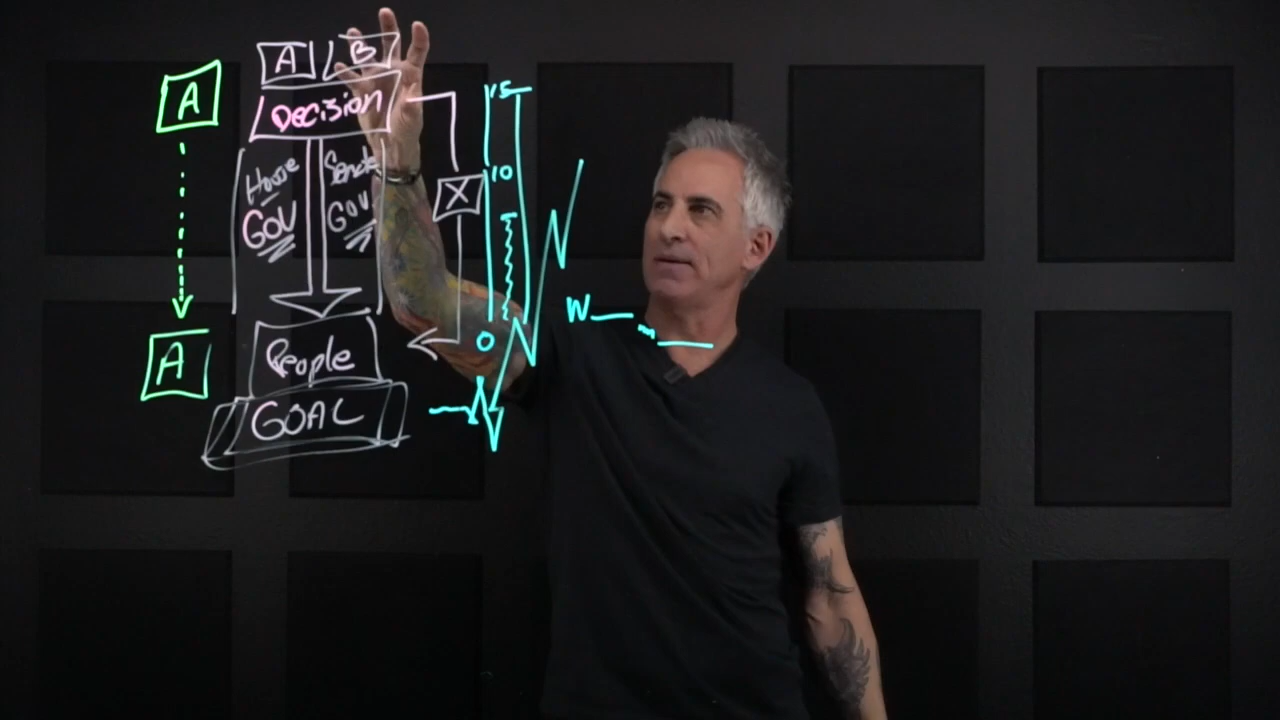 A B
A
Decision
House
GOV
Senate
GOV
X
15
10
0
A
People
GOAL
W
m